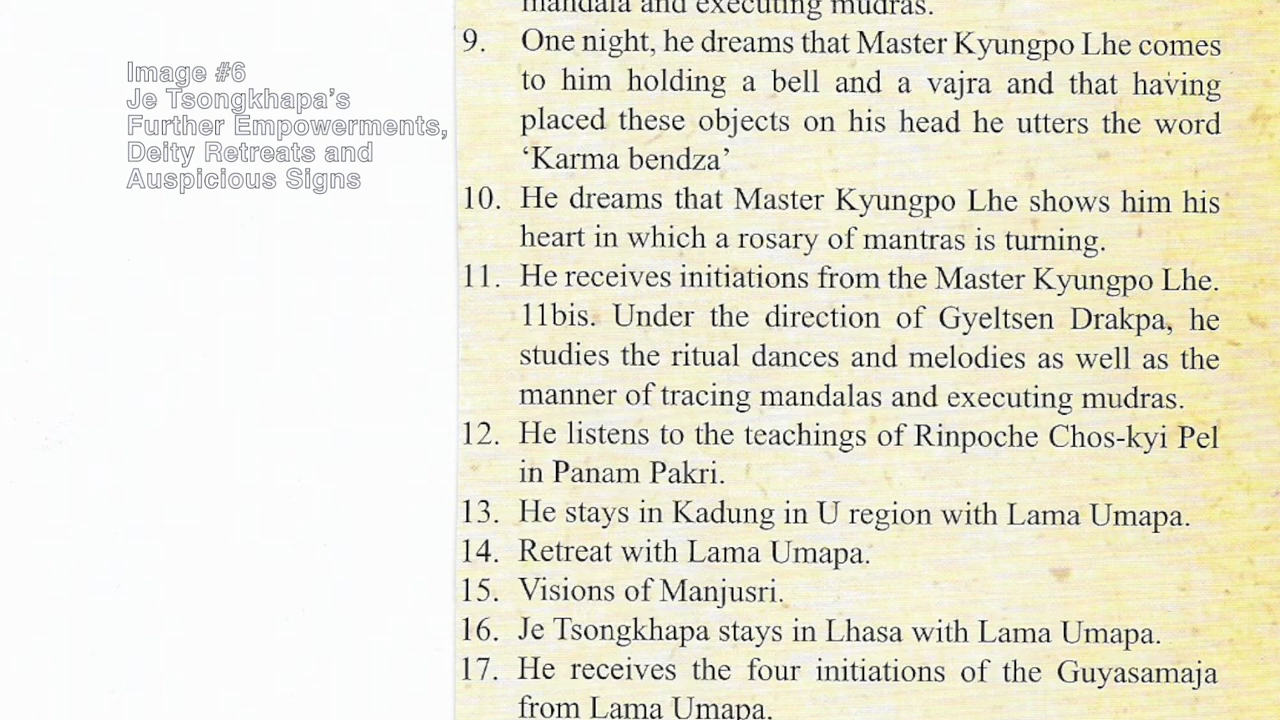 Image #6
Je Tsongkhapa's
Further Empowerments,
Deity Retreats and
Auspicious Signs
mandala and executing mudras.
9. One night, he dreams that Master Kyungpo Lhe comes
to him holding a bell and a vajra and that having
placed these objects on his head he utters the word
‘Karma bendza’
10. He dreams that Master Kyungpo Lhe shows him his
heart in which a rosary of mantras is turning.
11. He receives initiations from the Master Kyungpo Lhe.
11bis. Under the direction of Gyeltsen Drakpa, he
studies the ritual dances and melodies as well as the
manner of tracing mandalas and executing mudras.
12. He listens to the teachings of Rinpoche Chos-kyi Pel
in Panam Pakri.
13. He stays in Kadung in U region with Lama Umapa.
14. Retreat with Lama Umapa.
15. Visions of Manjusri.
16. Je Tsongkhapa stays in Lhasa with Lama Umapa.
17. He receives the four initiations of the Guyasamaja
from Lama Umapa.